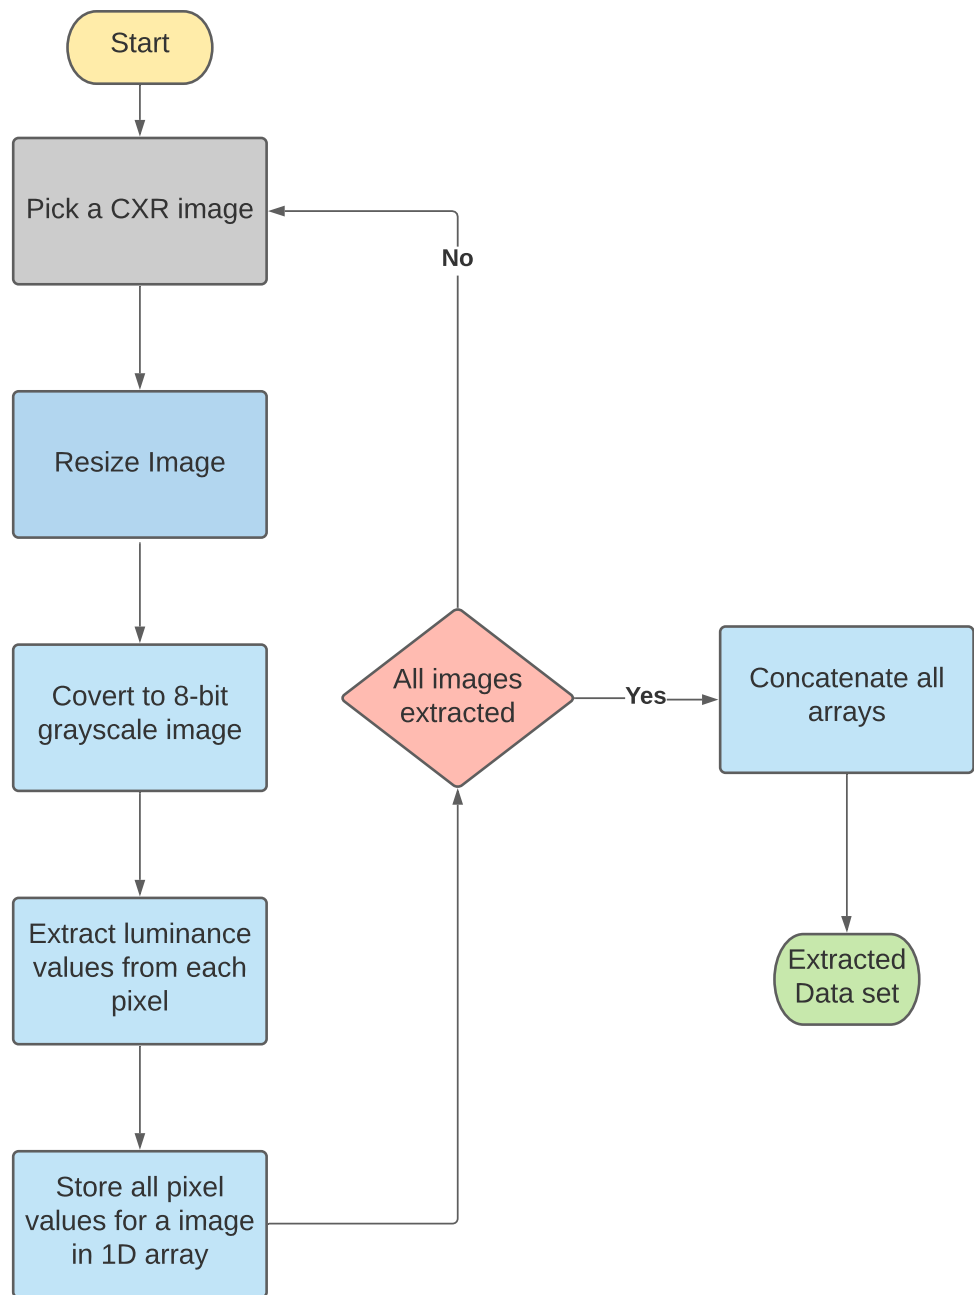 Start
Pick a CXR image
No
Resize Image
Covert to 8-bit
grayscale image
All images
extracted
Yes
Concatenate all
arrays
Extract luminance
values from each
pixel
Extracted
Data set
Store all pixel
values for a image
in 1D array